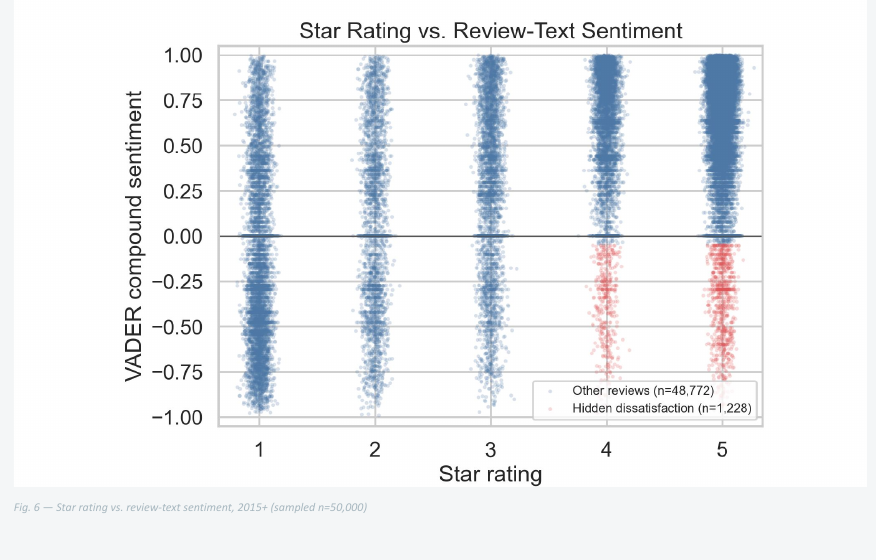 Star Rating vs. Review-Text Sentiment
VADER compound sentiment
1.00
0.75
0.50
0.25
0.00
−0.25
−0.50
−0.75
−1.00
Other reviews (n=48,772)
Hidden dissatisfaction (n=1,228)
1 2 3 4 5
Star rating
Fig. 6 — Star rating vs. review-text sentiment, 2015+ (sampled n=50,000)